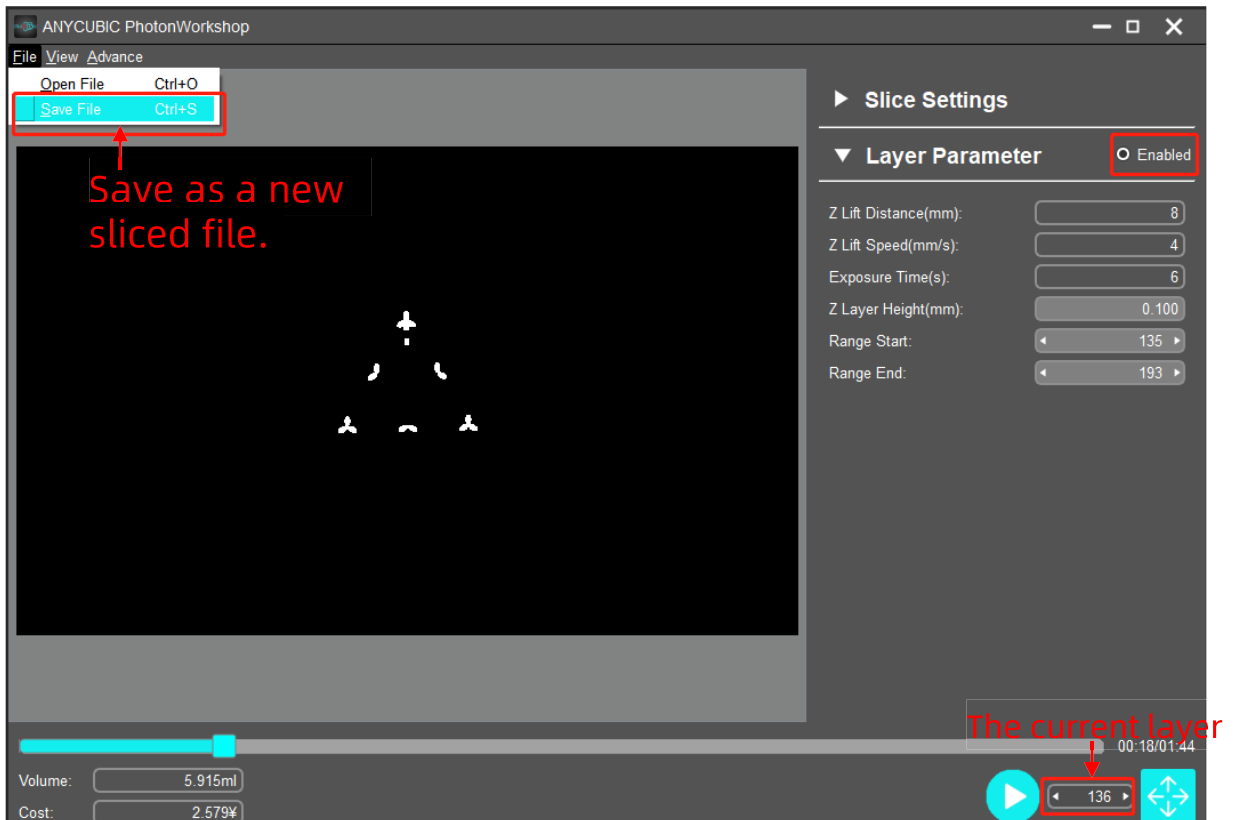 ANYCUBIC PhotonWorkshop
File View Advance
Open File Ctrl+O
Save File Ctrl+S
Save as a new
sliced file.
Slice Settings
Layer Parameter Enabled
Z Lift Distance(mm): 8
Z Lift Speed(mm/s): 4
Exposure Time(s): 6
Z Layer Height(mm): 0.100
Range Start: 135
Range End: 193
The current layer
00:18/01:44
Volume: 5.915ml
136
Cost: 2.579¥